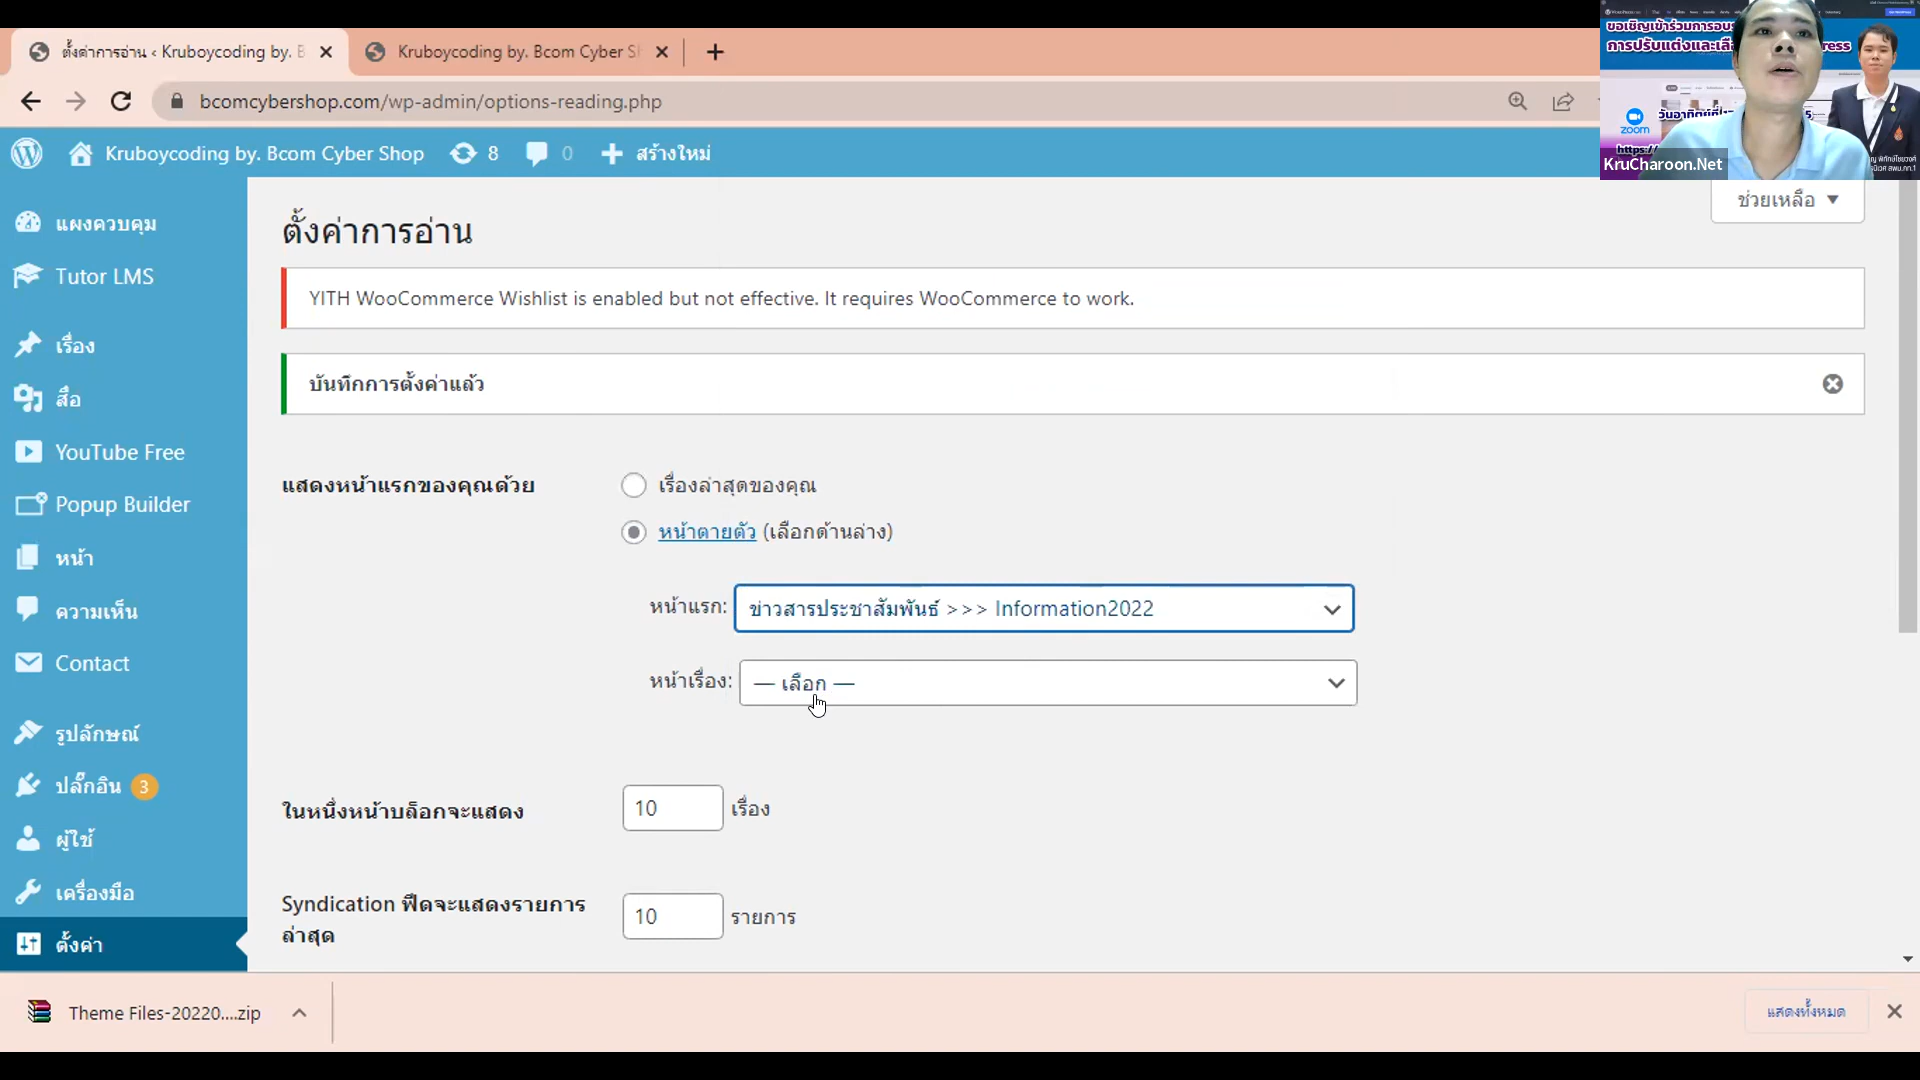 ตั้งค่าการอ่าน ‹ Kruboycoding by. B
Kruboycoding by. Bcom Cyber S
bcomcybershop.com/wp-admin/options-reading.php
Kruboycoding by. Bcom Cyber Shop
8
0
สร้างใหม่
zoom
KruCharoon.Net
ช่วยเหลือ
แผงควบคุม
Tutor LMS
เรื่อง
สื่อ
YouTube Free
Popup Builder
หน้า
ความเห็น
Contact
รูปลักษณ์
ปลั๊กอิน 3
ผู้ใช้
เครื่องมือ
ตั้งค่า
ตั้งค่าการอ่าน
YITH WooCommerce Wishlist is enabled but not effective. It requires WooCommerce to work.
บันทึกการตั้งค่าแล้ว
แสดงหน้าแรกของคุณด้วย
เรื่องล่าสุดของคุณ
หน้าตายตัว (เลือกด้านล่าง)
หน้าแรก: ข่าวสารประชาสัมพันธ์ >>> Information2022
หน้าเรื่อง: — เลือก —
ในหนึ่งหน้าบล็อกจะแสดง
10 เรื่อง
Syndication ฟีดจะแสดงรายการ
ล่าสุด
10 รายการ
Theme Files-20220....zip
แสดงทั้งหมด